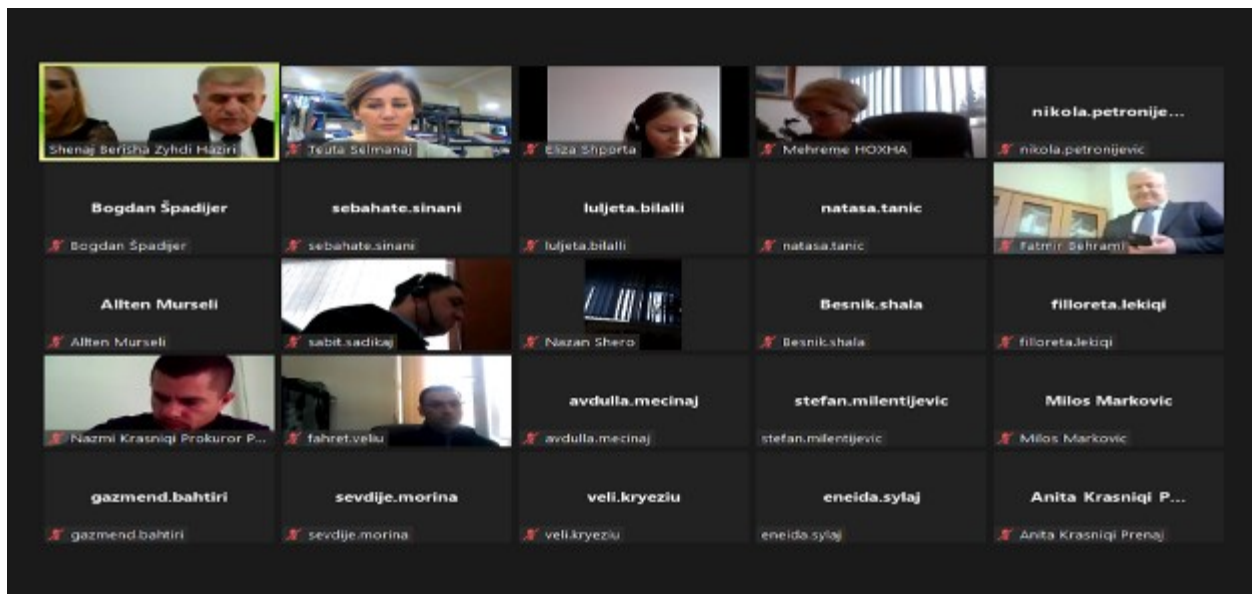 Shenaj Berisha Zyhdi Haziri
Teuta Selmanaj
Eliza Shporta
Mehreme HOXHA
nikola.petronije...
nikola.petronijevic
Bogdan Špadijer
Bogdan Špadijer
sebahate.sinani
sebahate.sinani
luljeta.bilalli
luljeta.bilalli
natasa.tanic
natasa.tanic
Fatmir Behrami
Allten Murseli
Allten Murseli
sabit.sadikaj
Nazan Shero
Besnik.shala
Besnik.shala
filloreta.lekiqi
filloreta.lekiqi
Nazmi Krasniqi Prokuror P...
fahret.veliu
avdulla.mecinaj
avdulla.mecinaj
stefan.milentijevic
stefan.milentijevic
Milos Markovic
Milos Markovic
gazmend.bahtiri
gazmend.bahtiri
sevdije.morina
sevdije.morina
veli.kryeziu
veli.kryeziu
eneida.sylaj
eneida.sylaj
Anita Krasniqi P...
Anita Krasniqi Prenaj